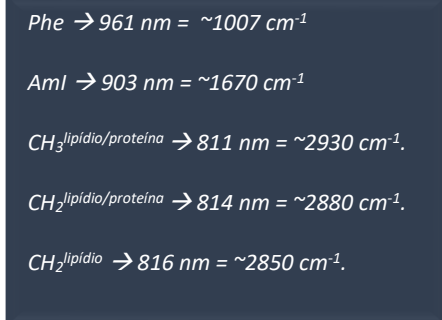 Phe → 961 nm = ~1007 cm⁻¹
AmI → 903 nm = ~1670 cm⁻¹
CH₃ˡⁱᵖíᵈⁱᵒ/ᵖʳᵒᵗᵉíⁿᵃ → 811 nm = ~2930 cm⁻¹.
CH₂ˡⁱᵖíᵈⁱᵒ/ᵖʳᵒᵗᵉíⁿᵃ → 814 nm = ~2880 cm⁻¹.
CH₂ˡⁱᵖíᵈⁱᵒ → 816 nm = ~2850 cm⁻¹.